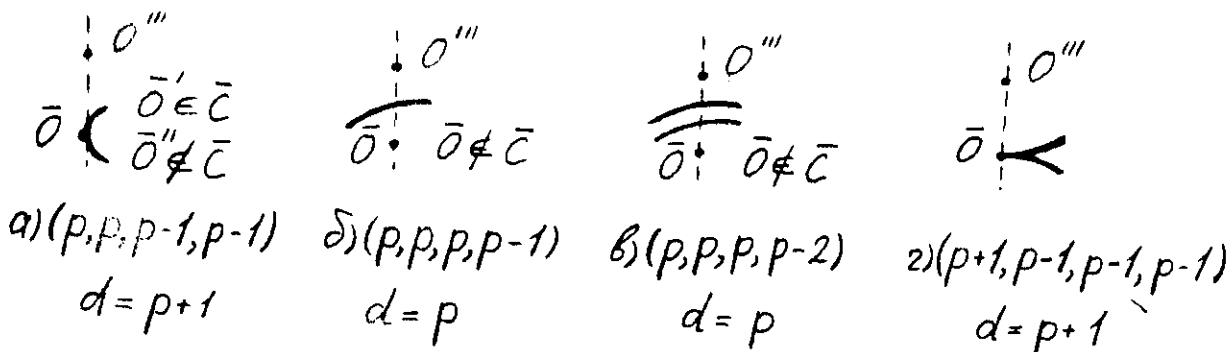 O''' O''' O''' O'''
Ō Ō'∈C̄ Ō Ō∉C̄ Ō Ō∉C̄ Ō
Ō''∉C̄
а)(p,p,p-1,p-1) б)(p,p,p,p-1) в)(p,p,p,p-2) г)(p+1,p-1,p-1,p-1)
d=p+1 d=p d=p d=p+1